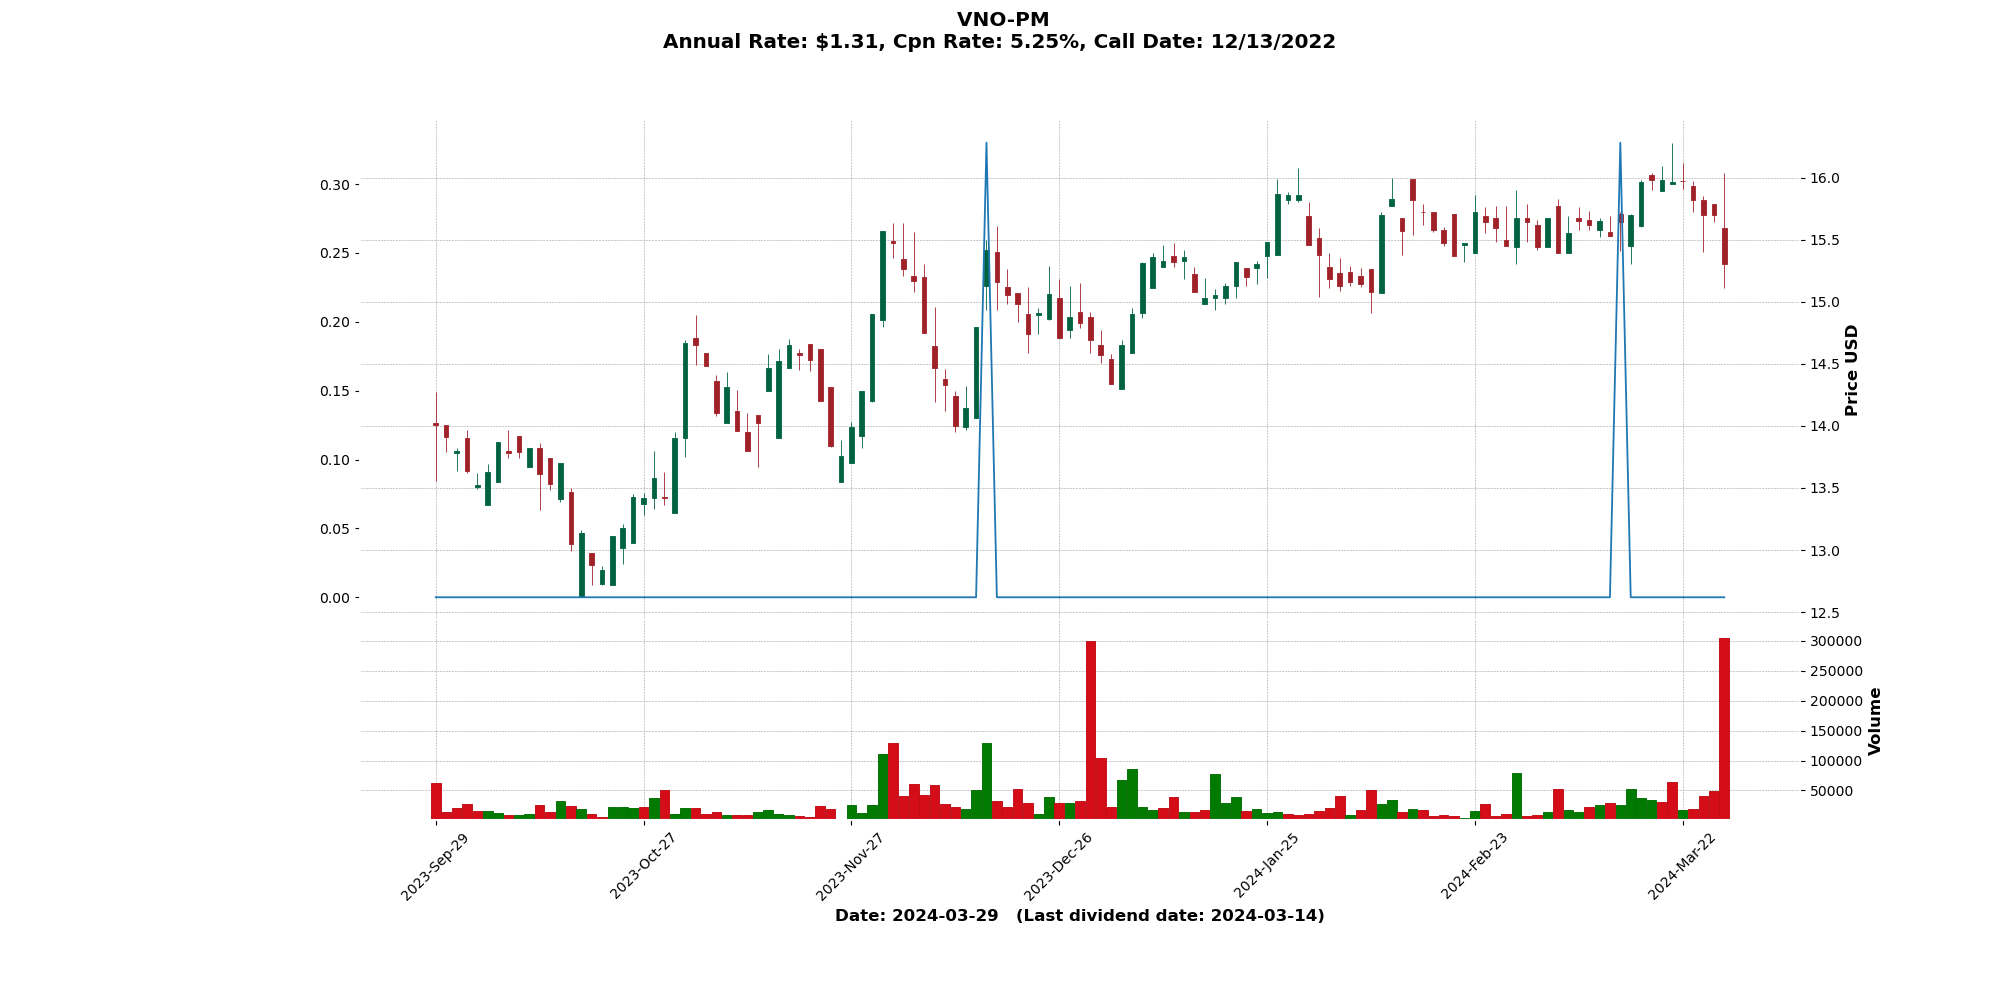 VNO-PM
Annual Rate: $1.31, Cpn Rate: 5.25%, Call Date: 12/13/2022
0.30
0.25
0.20
0.15
0.10
0.05
0.00
16.0
15.5
15.0
14.5
14.0
13.5
13.0
12.5
Price USD
300000
250000
200000
150000
100000
50000
Volume
2023-Sep-29
2023-Oct-27
2023-Nov-27
2023-Dec-26
2024-Jan-25
2024-Feb-23
2024-Mar-22
Date: 2024-03-29 (Last dividend date: 2024-03-14)